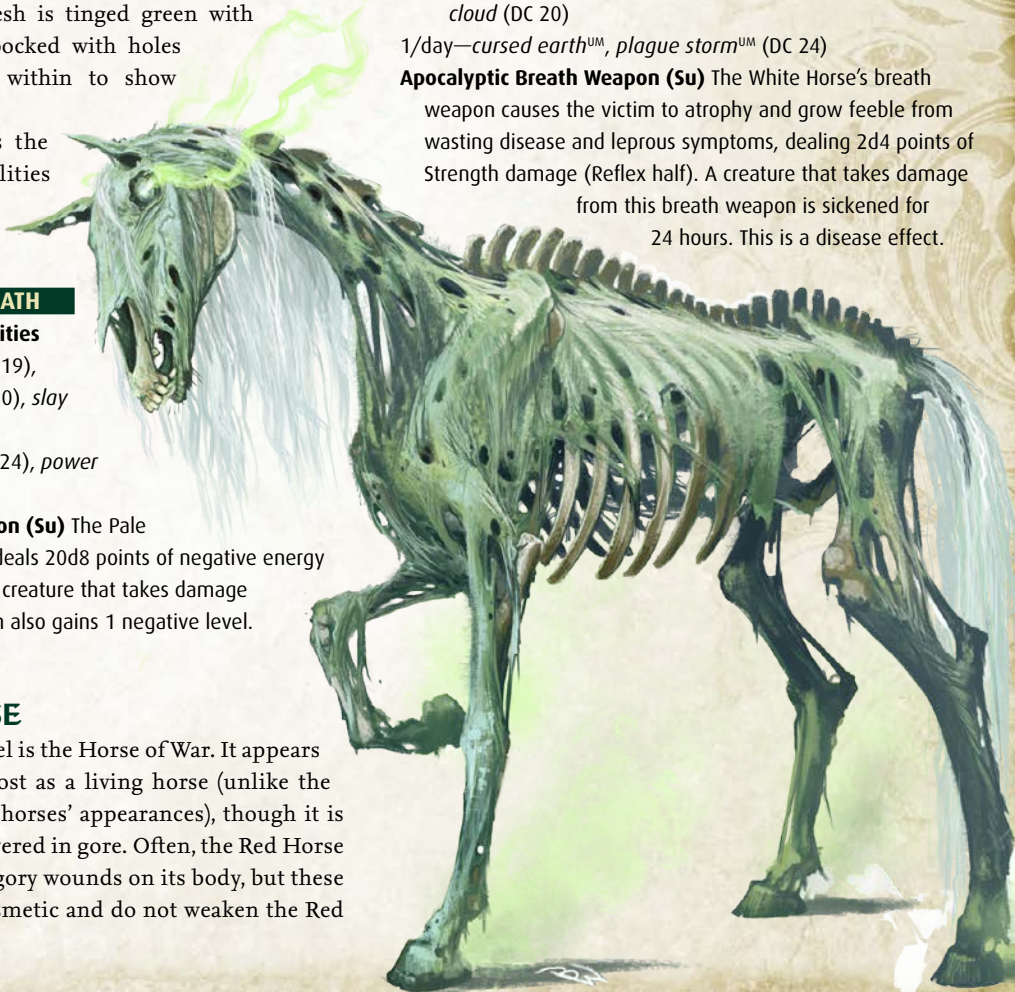 esh is tinged green with
ocked with holes
within to show
s the
lities
ATH
ities
19),
0), slay
24), power
on (Su) The Pale
deals 20d8 points of negative energy
creature that takes damage
also gains 1 negative level.
SE
el is the Horse of War. It appears
ost as a living horse (unlike the
horses’ appearances), though it is
vered in gore. Often, the Red Horse
gory wounds on its body, but these
smetic and do not weaken the Red
cloud (DC 20)
1/day—cursed earthUM, plague stormUM (DC 24)
Apocalyptic Breath Weapon (Su) The White Horse’s breath
weapon causes the victim to atrophy and grow feeble from
wasting disease and leprous symptoms, dealing 2d4 points of
Strength damage (Reflex half). A creature that takes damage
from this breath weapon is sickened for
24 hours. This is a disease effect.